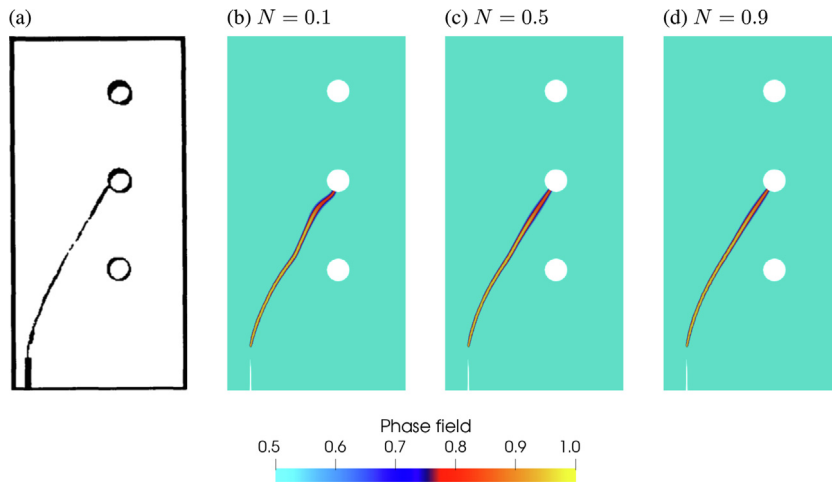 (a)
(b) N = 0.1
(c) N = 0.5
(d) N = 0.9
Phase field
0.5 0.6 0.7 0.8 0.9 1.0